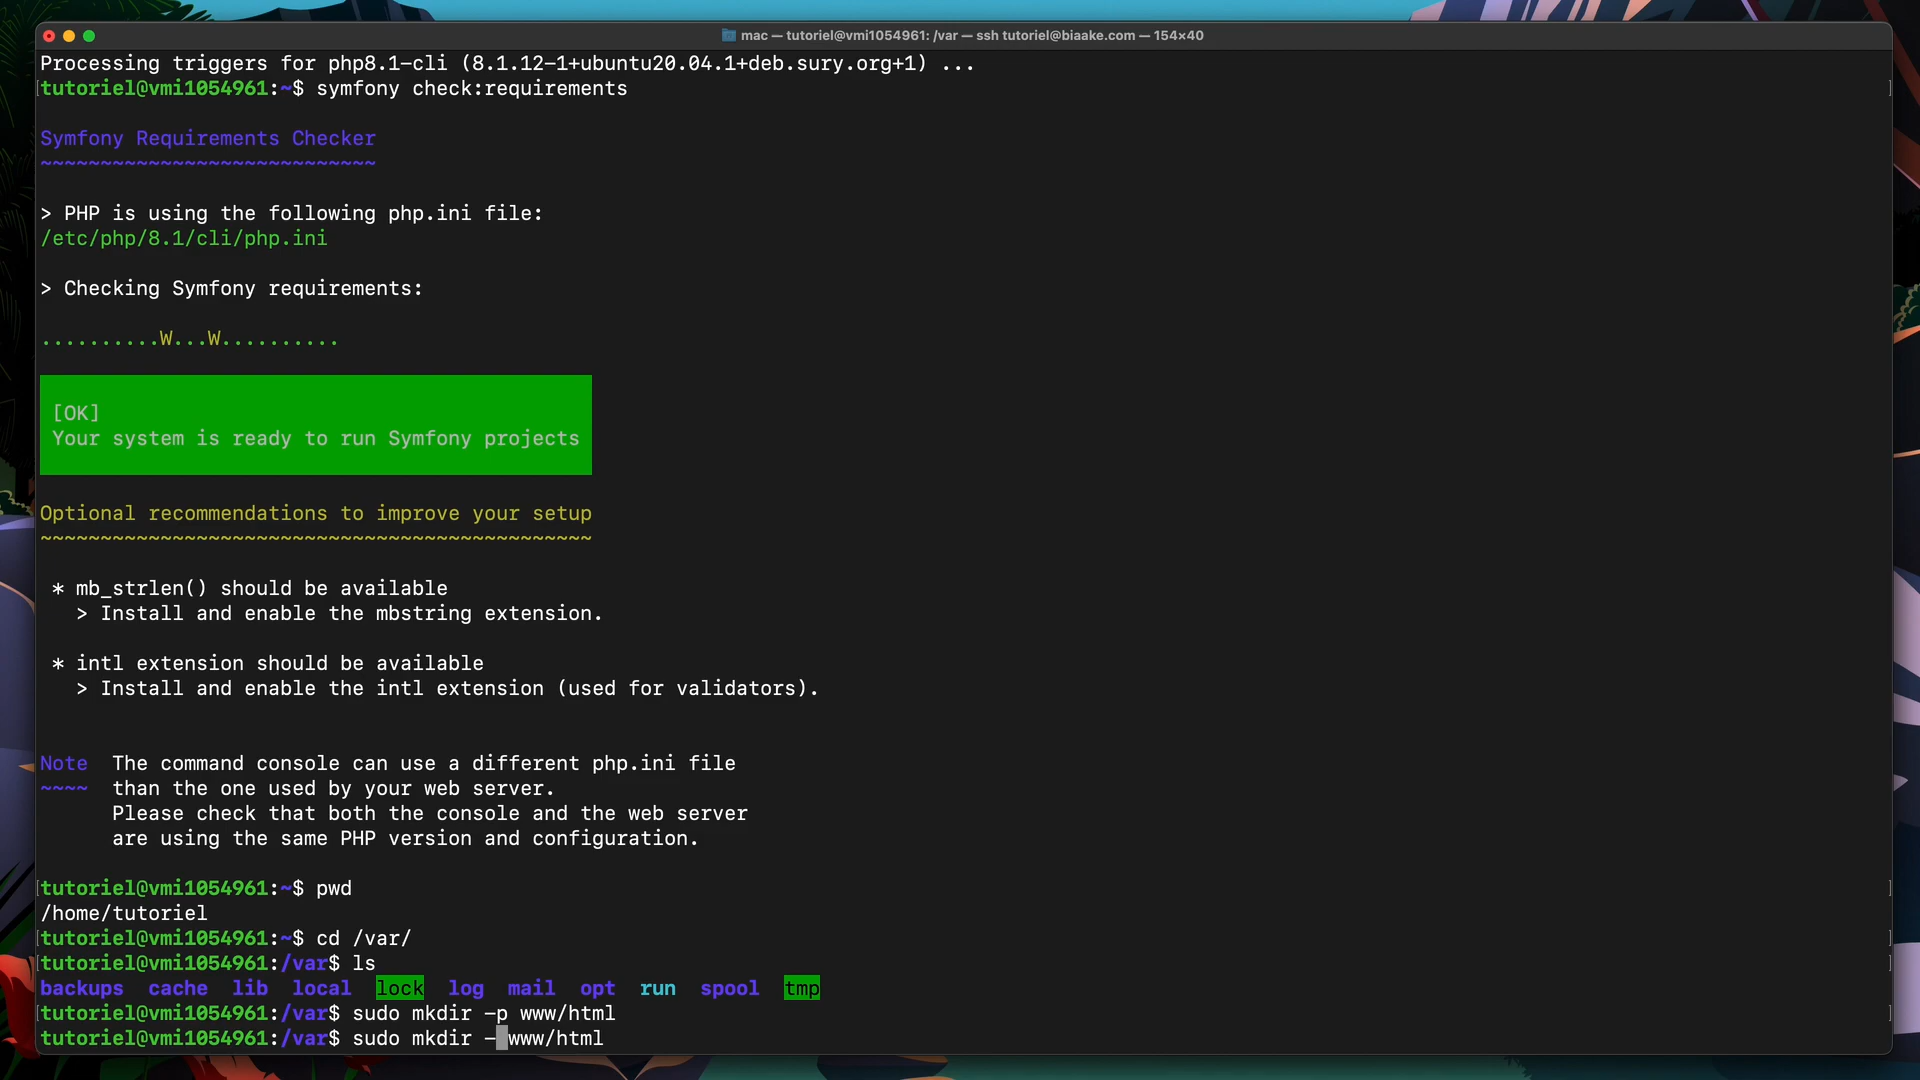 mac — tutoriel@vmi1054961: /var — ssh tutoriel@biaake.com — 154×40
Processing triggers for php8.1-cli (8.1.12-1+ubuntu20.04.1+deb.sury.org+1) ...
[tutoriel@vmi1054961:~$ symfony check:requirements ]
Symfony Requirements Checker
~~~~~~~~~~~~~~~~~~~~~~~~~~~~
> PHP is using the following php.ini file:
/etc/php/8.1/cli/php.ini
> Checking Symfony requirements:
..........W...W..........
[OK]
Your system is ready to run Symfony projects
Optional recommendations to improve your setup
~~~~~~~~~~~~~~~~~~~~~~~~~~~~~~~~~~~~~~~~~~~~~~
* mb_strlen() should be available
> Install and enable the mbstring extension.
* intl extension should be available
> Install and enable the intl extension (used for validators).
Note  The command console can use a different php.ini file
~~~~  than the one used by your web server.
Please check that both the console and the web server
are using the same PHP version and configuration.
[tutoriel@vmi1054961:~$ pwd ]
/home/tutoriel
[tutoriel@vmi1054961:~$ cd /var/ ]
[tutoriel@vmi1054961:/var$ ls ]
backups  cache  lib  local  lock  log  mail  opt  run  spool  tmp
[tutoriel@vmi1054961:/var$ sudo mkdir -p www/html ]
tutoriel@vmi1054961:/var$ sudo mkdir - www/html